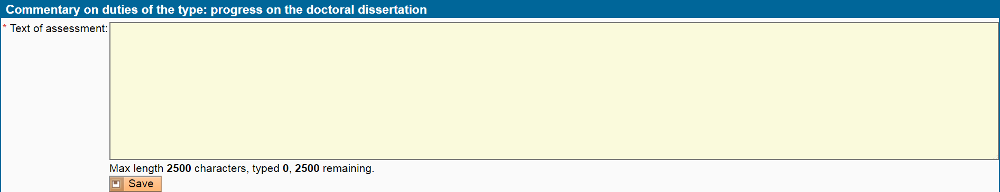 Commentary on duties of the type: progress on the doctoral dissertation
* Text of assessment:
Max length 2500 characters, typed 0, 2500 remaining.
Save